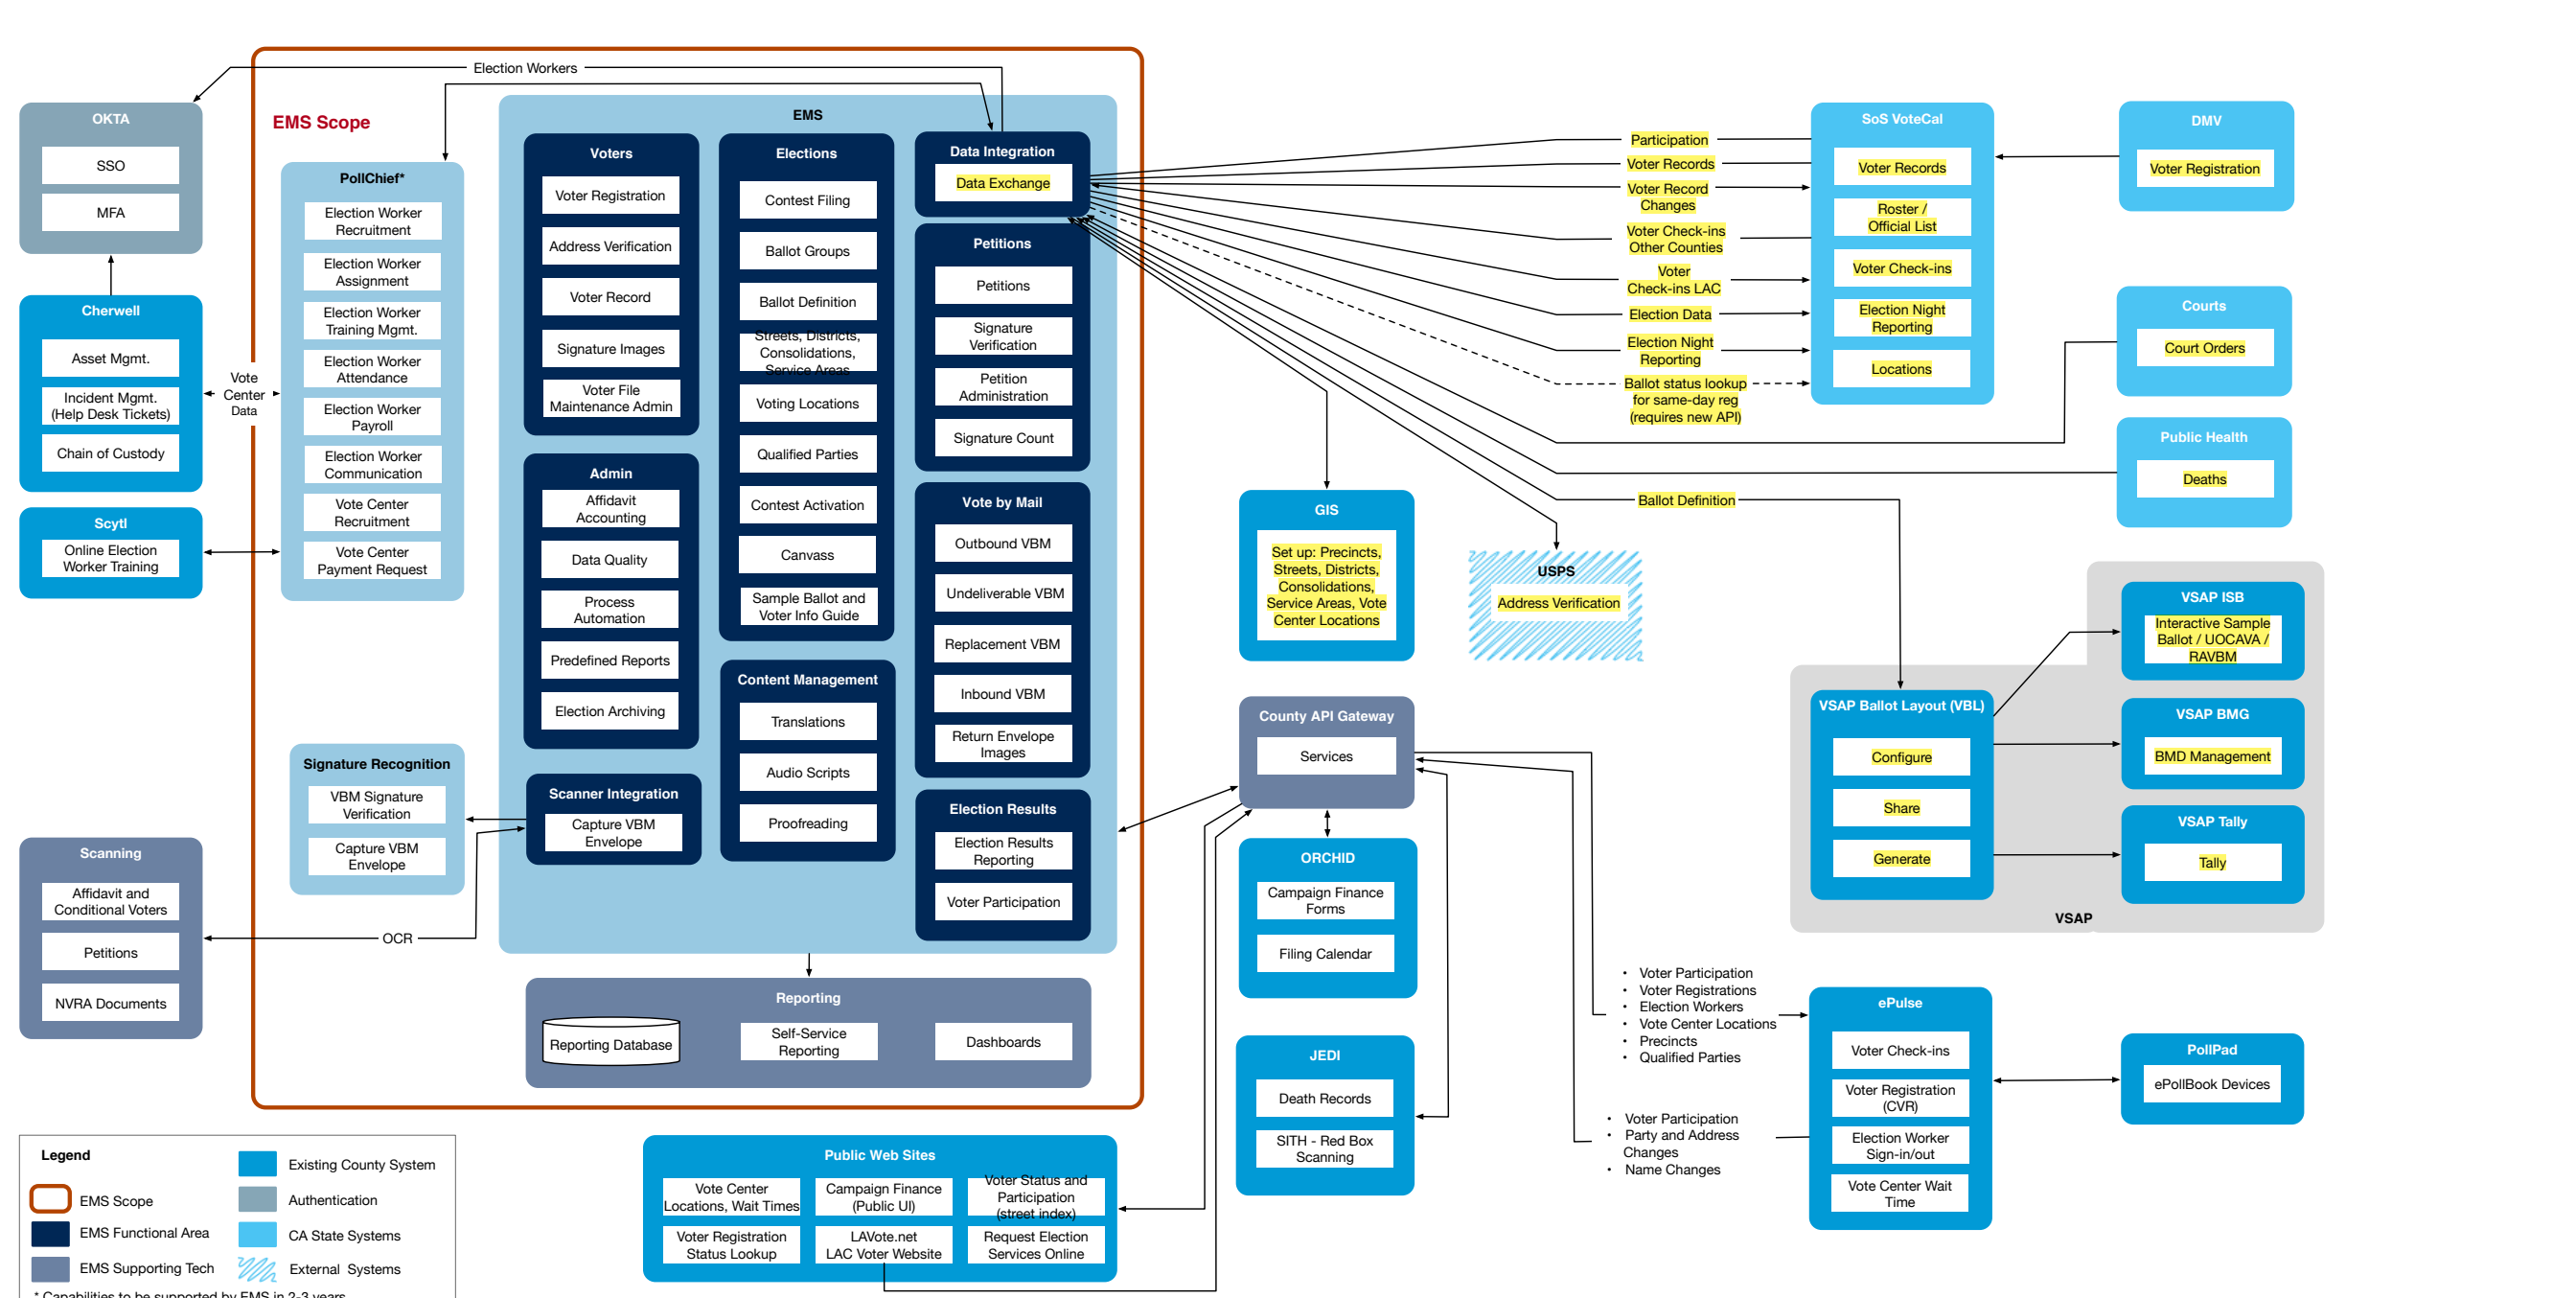 Election Workers
OKTA
SSO
MFA
Cherwell
Asset Mgmt.
Incident Mgmt.
(Help Desk Tickets)
Chain of Custody
Scytl
Online Election
Worker Training
Vote
Center
Data
EMS Scope
PollChief*
Election Worker
Recruitment
Election Worker
Assignment
Election Worker
Training Mgmt.
Election Worker
Attendance
Election Worker
Payroll
Election Worker
Communication
Vote Center
Recruitment
Vote Center
Payment Request
Signature Recognition
VBM Signature
Verification
Capture VBM
Envelope
Scanning
Affidavit and
Conditional Voters
Petitions
NVRA Documents
OCR
EMS
Voters
Voter Registration
Address Verification
Voter Record
Signature Images
Voter File
Maintenance Admin
Admin
Affidavit
Accounting
Data Quality
Process
Automation
Predefined Reports
Election Archiving
Scanner Integration
Capture VBM
Envelope
Elections
Contest Filing
Ballot Groups
Ballot Definition
Streets, Districts,
Consolidations,
Service Areas
Voting Locations
Qualified Parties
Contest Activation
Canvass
Sample Ballot and
Voter Info Guide
Content Management
Translations
Audio Scripts
Proofreading
Data Integration
Data Exchange
Petitions
Petitions
Signature
Verification
Petition
Administration
Signature Count
Vote by Mail
Outbound VBM
Undeliverable VBM
Replacement VBM
Inbound VBM
Return Envelope
Images
Election Results
Election Results
Reporting
Voter Participation
Reporting
Reporting Database
Self-Service
Reporting
Dashboards
Participation
Voter Records
Voter Record
Changes
Voter Check-ins
Other Counties
Voter
Check-ins LAC
Election Data
Election Night
Reporting
Ballot status lookup
for same-day reg
(requires new API)
Ballot Definition
SoS VoteCal
Voter Records
Roster /
Official List
Voter Check-ins
Election Night
Reporting
Locations
DMV
Voter Registration
Courts
Court Orders
Public Health
Deaths
GIS
Set up: Precincts,
Streets, Districts,
Consolidations,
Service Areas, Vote
Center Locations
USPS
Address Verification
County API Gateway
Services
ORCHID
Campaign Finance
Forms
Filing Calendar
JEDI
Death Records
SITH - Red Box
Scanning
VSAP Ballot Layout (VBL)
Configure
Share
Generate
VSAP ISB
Interactive Sample
Ballot / UOCAVA /
RAVBM
VSAP BMG
BMD Management
VSAP Tally
Tally
VSAP
• Voter Participation
• Voter Registrations
• Election Workers
• Vote Center Locations
• Precincts
• Qualified Parties
• Voter Participation
• Party and Address
Changes
• Name Changes
ePulse
Voter Check-ins
Voter Registration
(CVR)
Election Worker
Sign-in/out
Vote Center Wait
Time
PollPad
ePollBook Devices
Public Web Sites
Vote Center
Locations, Wait Times
Campaign Finance
(Public UI)
Voter Status and
Participation
(street index)
Voter Registration
Status Lookup
LAVote.net
LAC Voter Website
Request Election
Services Online
Legend
EMS Scope
EMS Functional Area
EMS Supporting Tech
Existing County System
Authentication
CA State Systems
External Systems
* Capabilities to be supported by EMS in 2-3 years